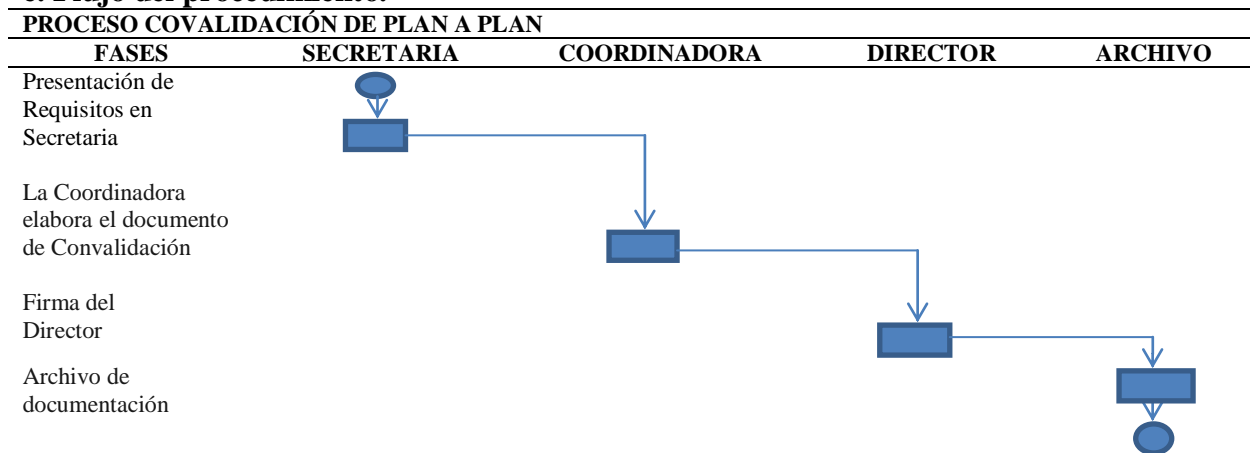 PROCESO COVALIDACIÓN DE PLAN A PLAN
FASES SECRETARIA COORDINADORA DIRECTOR ARCHIVO
Presentación de
Requisitos en
Secretaria
La Coordinadora
elabora el documento
de Convalidación
Firma del
Director
Archivo de
documentación